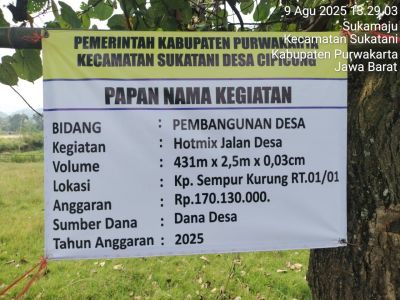 9 Agu 2025 13.29.03
Sukamaju
Kecamatan Sukatani
Kabupaten Purwakarta
Jawa Barat
PEMERINTAH KABUPATEN PURWAKARTA
KECAMATAN SUKATANI DESA
PAPAN NAMA KEGIATAN
BIDANG : PEMBANGUNAN DESA
Kegiatan : Hotmix Jalan Desa
Volume : 431m x 2,5m x 0,03cm
Lokasi : Kp. Sempur Kurung RT.01/01
Anggaran : Rp.170.130.000.
Sumber Dana : Dana Desa
Tahun Anggaran : 2025